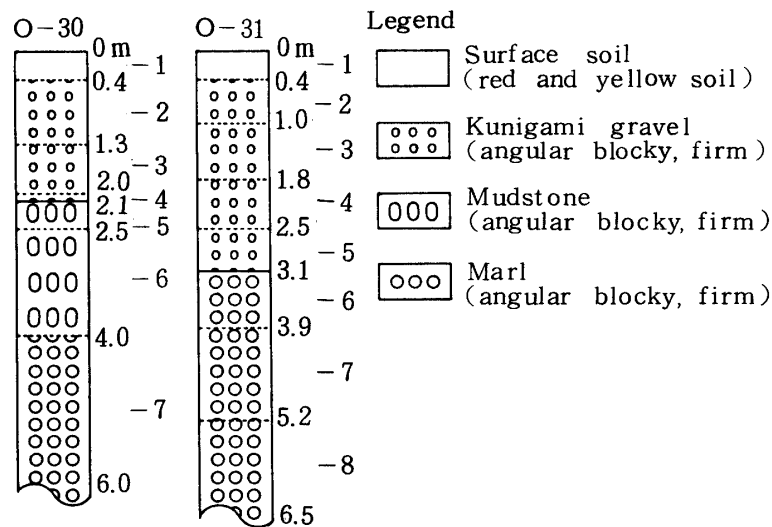 O-30
0 m
-1
0.4
-2
1.3
-3
2.0
-4
2.1
-5
2.5
-6
4.0
-7
6.0
O-31
0 m
-1
0.4
-2
1.0
-3
1.8
-4
2.5
-5
3.1
-6
3.9
-7
5.2
-8
6.5
Legend
Surface soil
(red and yellow soil)
Kunigami gravel
(angular blocky, firm)
Mudstone
(angular blocky, firm)
Marl
(angular blocky, firm)